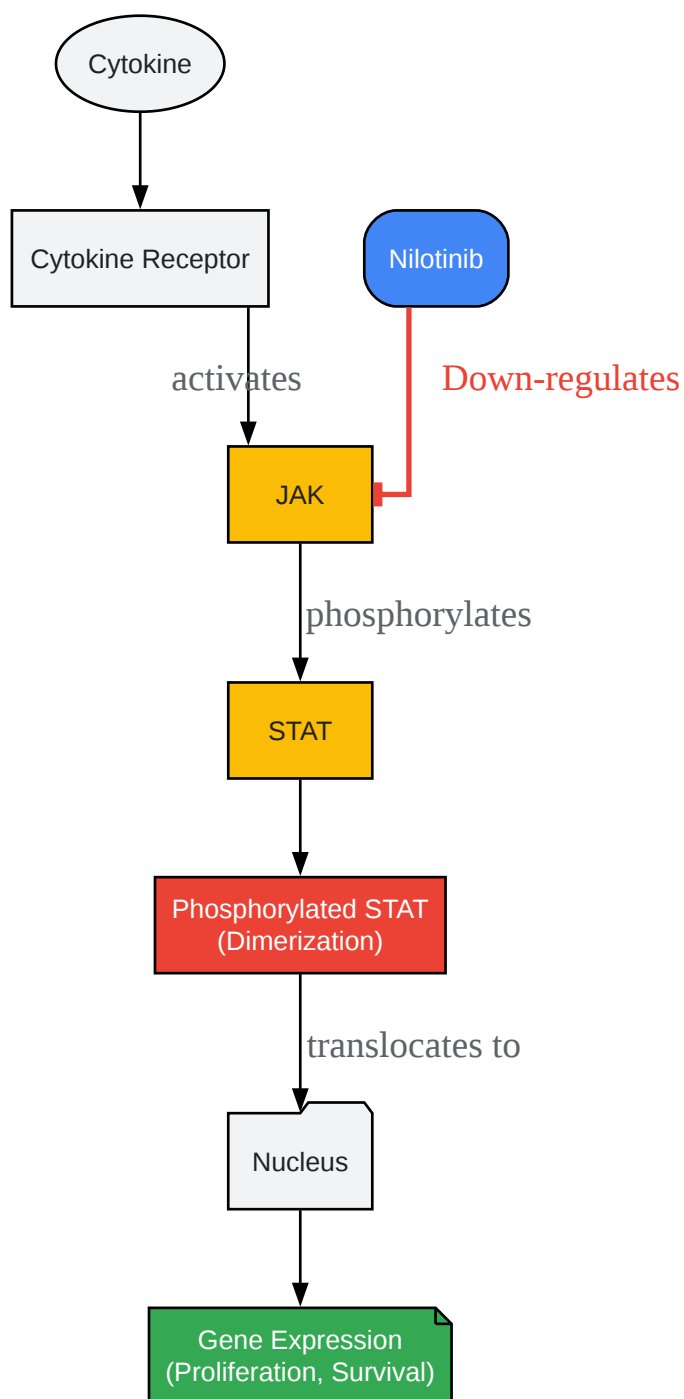 Cytokine
Cytokine Receptor
Nilotinib
activates
Down-regulates
JAK
phosphorylates
STAT
Phosphorylated STAT
(Dimerization)
translocates to
Nucleus
Gene Expression
(Proliferation, Survival)